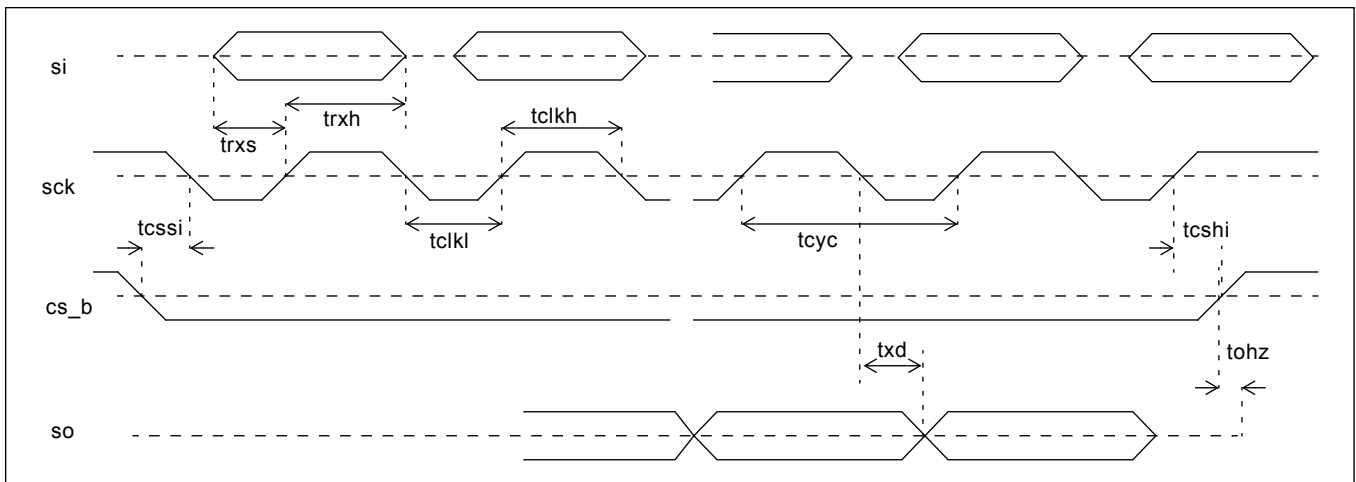 si
trxs
trxh
tclkh
sck
tcssi
tclkl
tcyc
tcshi
cs_b
txd
tohz
so